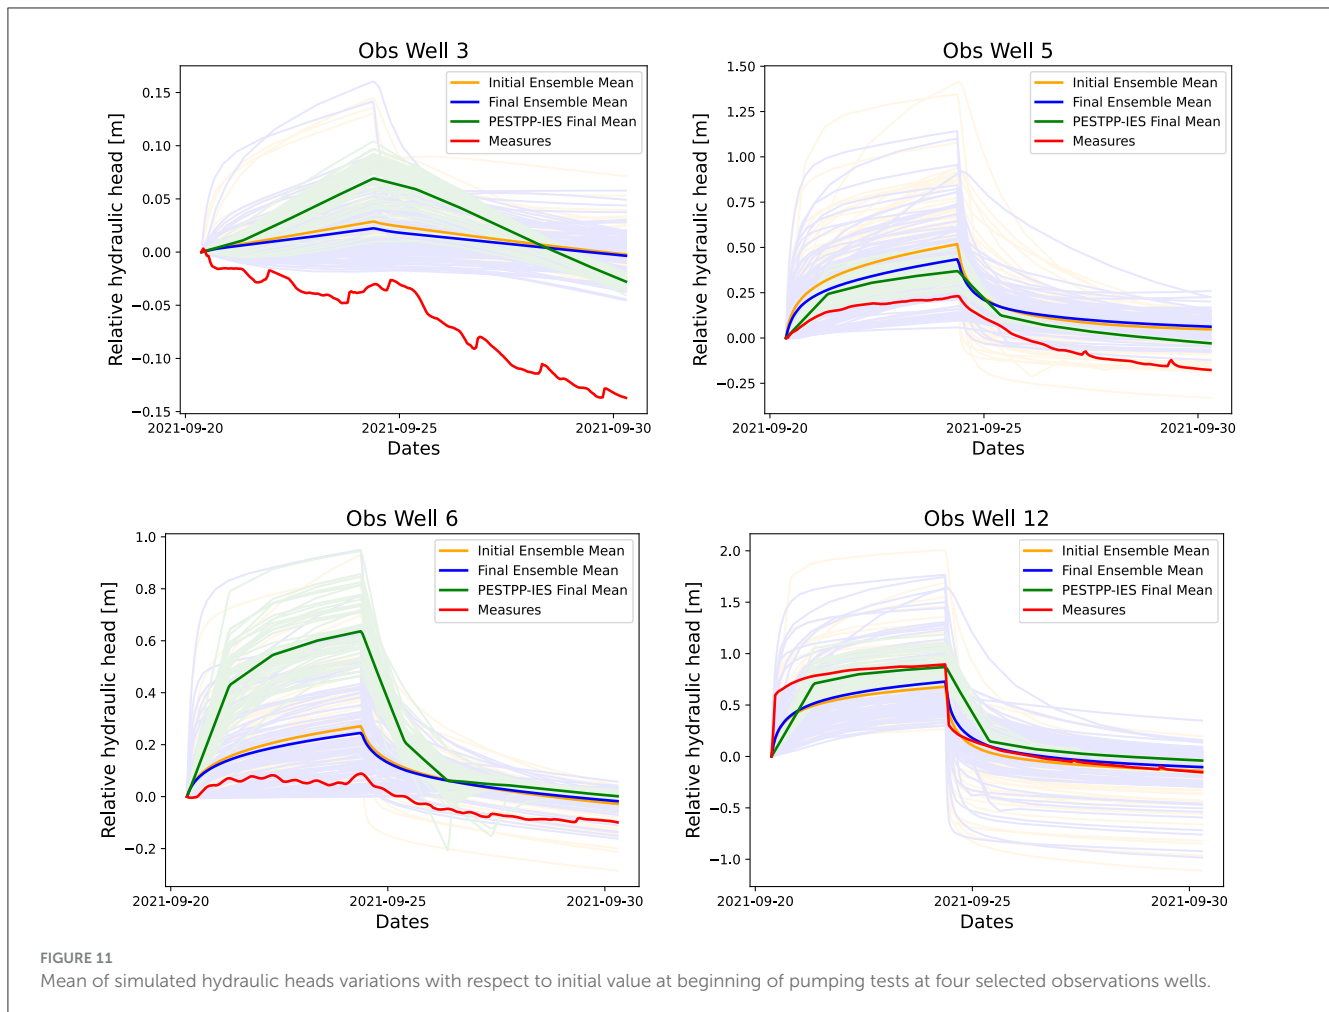 Obs Well 3
Relative hydraulic head [m]
0.15
0.10
0.05
0.00
−0.05
−0.10
−0.15
Initial Ensemble Mean
Final Ensemble Mean
PESTPP-IES Final Mean
Measures
2021-09-20
2021-09-25
2021-09-30
Dates
Obs Well 5
Relative hydraulic head [m]
1.50
1.25
1.00
0.75
0.50
0.25
0.00
−0.25
Initial Ensemble Mean
Final Ensemble Mean
PESTPP-IES Final Mean
Measures
2021-09-20
2021-09-25
2021-09-30
Dates
Obs Well 6
Relative hydraulic head [m]
1.0
0.8
0.6
0.4
0.2
0.0
−0.2
Initial Ensemble Mean
Final Ensemble Mean
PESTPP-IES Final Mean
Measures
2021-09-20
2021-09-25
2021-09-30
Dates
Obs Well 12
Relative hydraulic head [m]
2.0
1.5
1.0
0.5
0.0
−0.5
−1.0
Initial Ensemble Mean
Final Ensemble Mean
PESTPP-IES Final Mean
Measures
2021-09-20
2021-09-25
2021-09-30
Dates
FIGURE 11
Mean of simulated hydraulic heads variations with respect to initial value at beginning of pumping tests at four selected observations wells.